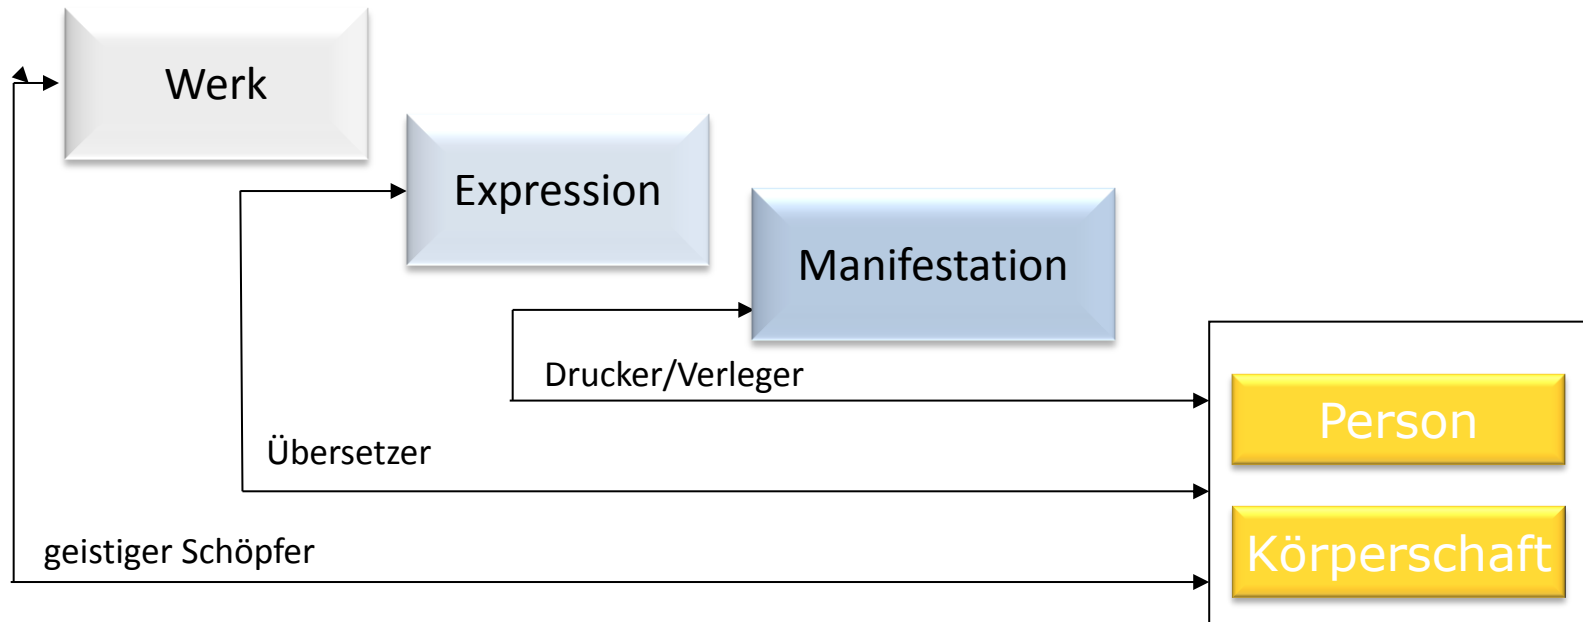 Werk
Expression
Manifestation
Drucker/Verleger
Person
Übersetzer
Körperschaft
geistiger Schöpfer